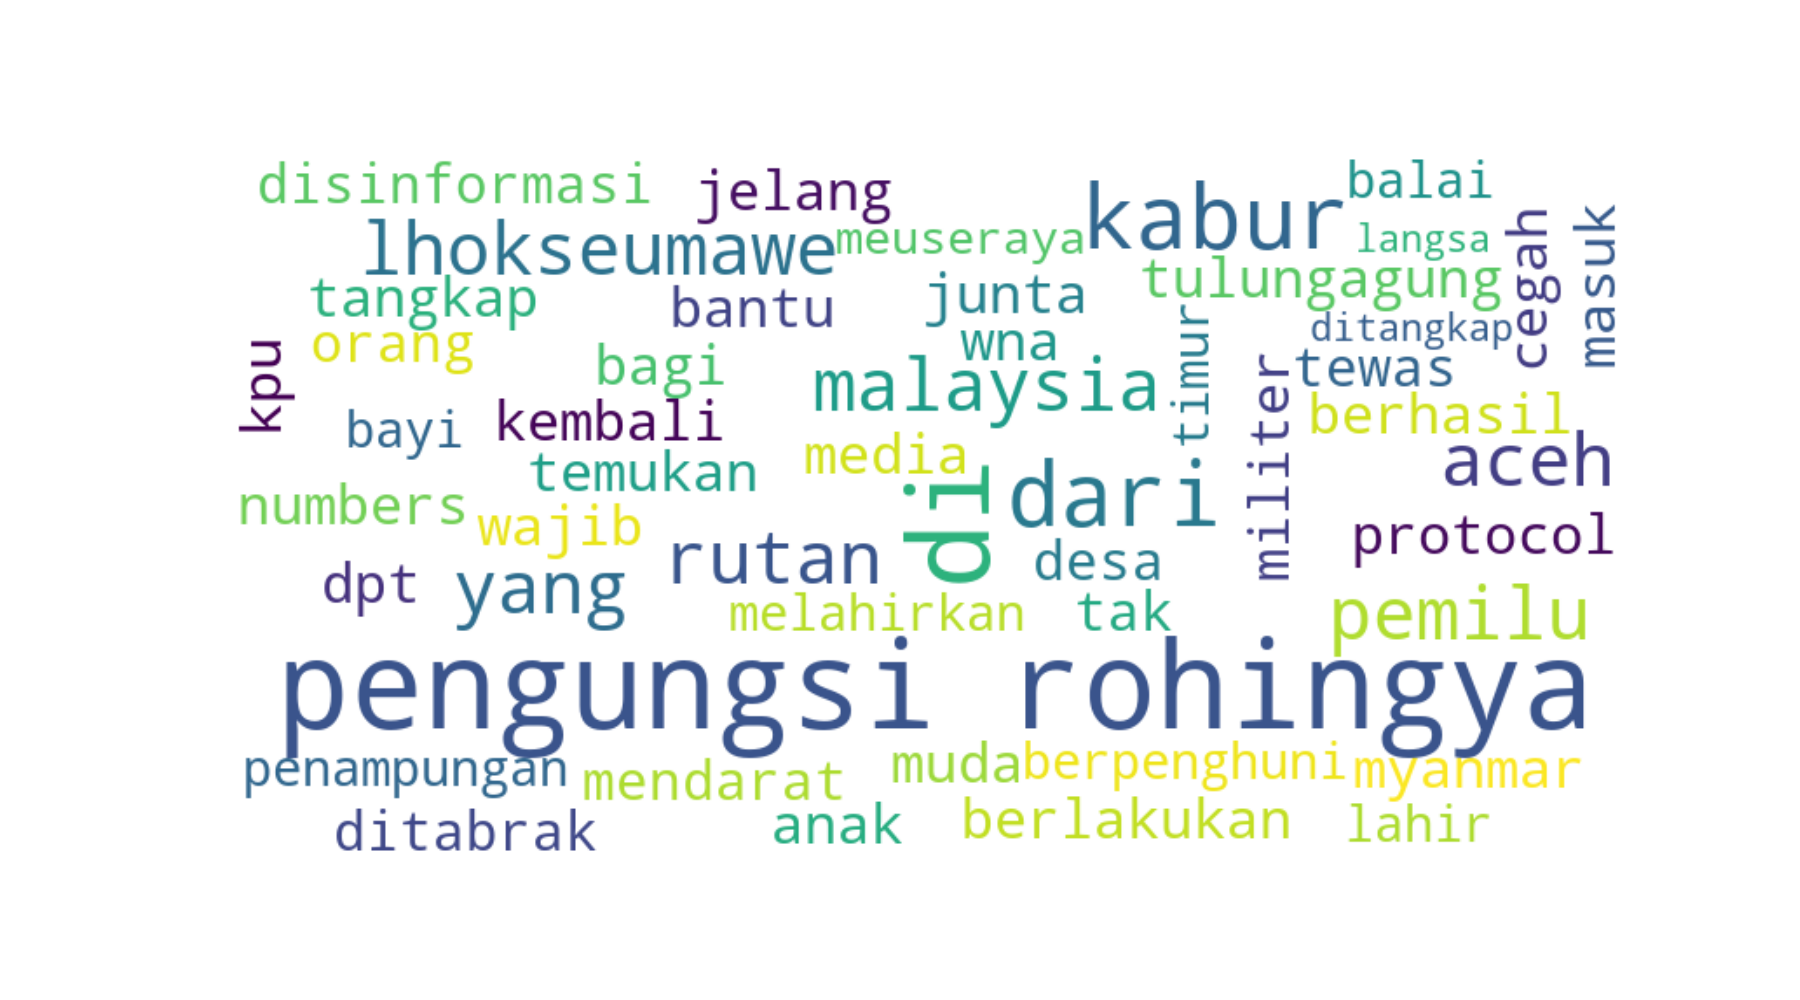 disinformasi
jelang
kabur
balai
lhokseumawe
meuseraya
langsa
cegah
masuk
tangkap
bantu
junta
tulungagung
kpu
orang
bagi
wna
timur
ditangkap
malaysia
militer
tewas
bayi
kembali
media
berhasil
temukan
di
dari
aceh
numbers
wajib
rutan
desa
protocol
dpt
yang
melahirkan
tak
pemilu
pengungsi rohingya
penampungan
mendarat
muda
berpenghuni
myanmar
ditabrak
anak
berlakukan
lahir